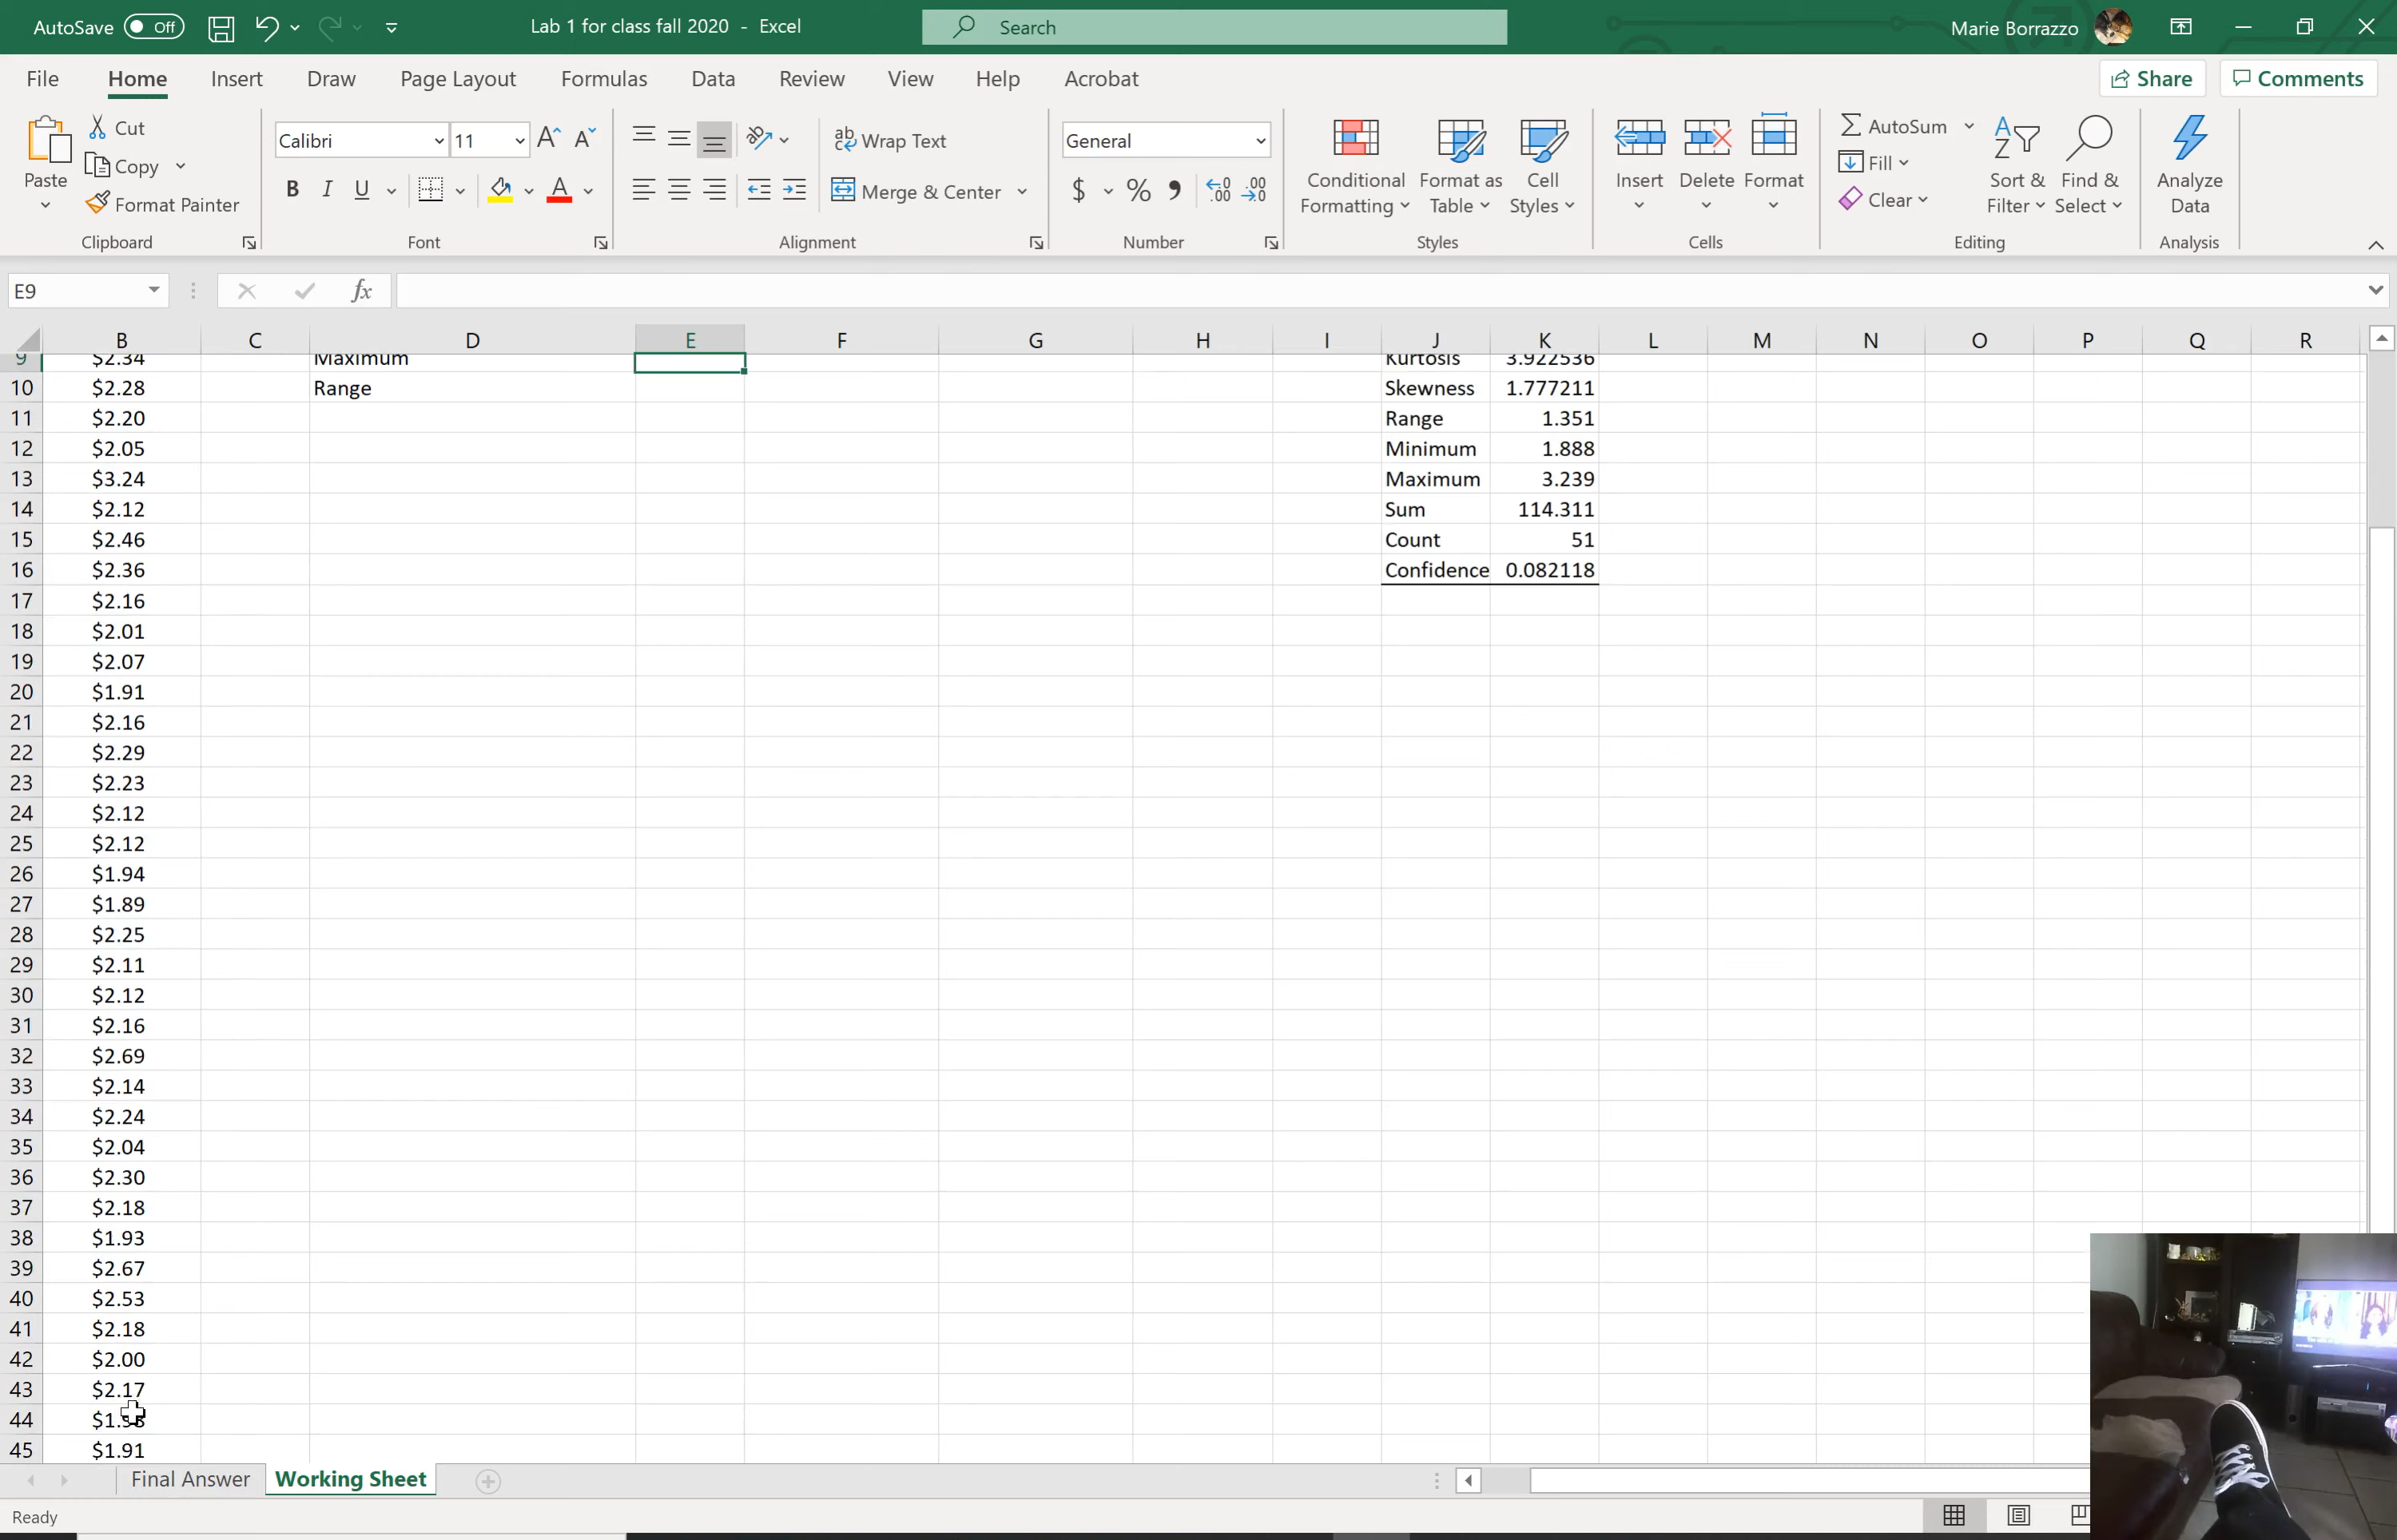 AutoSave Off Lab 1 for class fall 2020 - Excel Search Marie Borrazzo
File Home Insert Draw Page Layout Formulas Data Review View Help Acrobat Share Comments
Paste Cut Copy Format Painter Clipboard
Calibri 11 A A B I U A Font
ab Wrap Text Merge & Center Alignment
General $ % .00 Number
Conditional Formatting Format as Table Cell Styles Styles
Insert Delete Format Cells
AutoSum Fill Clear Sort & Filter Find & Select Editing
Analyze Data Analysis
E9 fx
B C D E F G H I J K L M N O P Q R
9 $2.34 Maximum Kurtosis 3.922536
10 $2.28 Range Skewness 1.777211
11 $2.20 Range 1.351
12 $2.05 Minimum 1.888
13 $3.24 Maximum 3.239
14 $2.12 Sum 114.311
15 $2.46 Count 51
16 $2.36 Confidence 0.082118
17 $2.16
18 $2.01
19 $2.07
20 $1.91
21 $2.16
22 $2.29
23 $2.23
24 $2.12
25 $2.12
26 $1.94
27 $1.89
28 $2.25
29 $2.11
30 $2.12
31 $2.16
32 $2.69
33 $2.14
34 $2.24
35 $2.04
36 $2.30
37 $2.18
38 $1.93
39 $2.67
40 $2.53
41 $2.18
42 $2.00
43 $2.17
44
45 $1.91
Final Answer Working Sheet
Ready